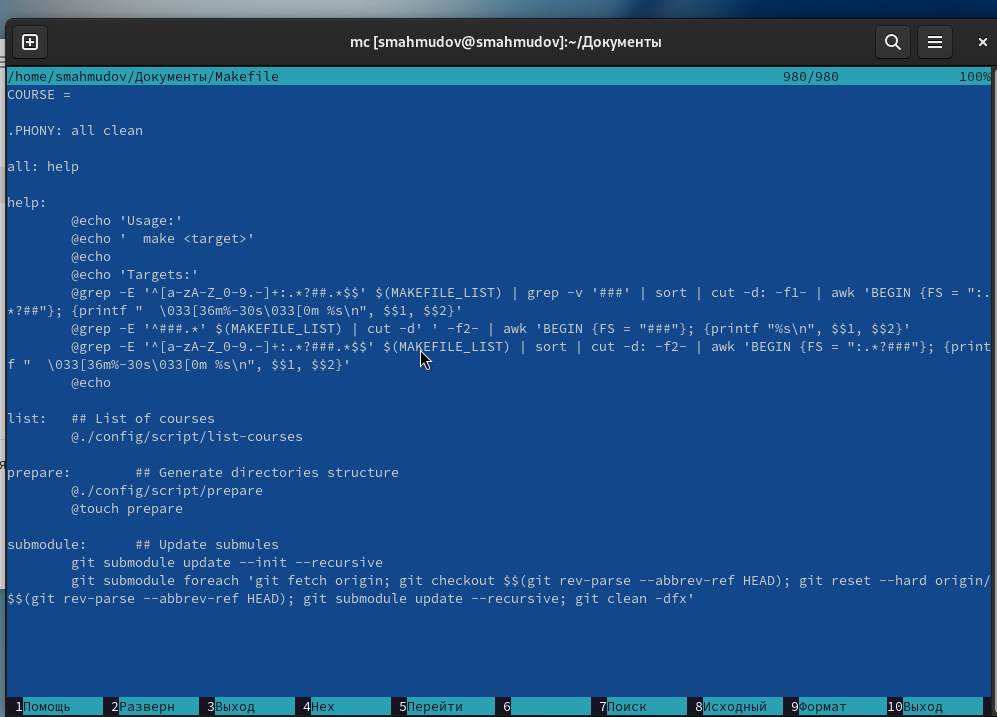 mc [smahmudov@smahmudov]:~/Документы
/home/smahmudov/Документы/Makefile 980/980 100%
COURSE =
.PHONY: all clean
all: help
help:
@echo 'Usage:'
@echo '  make <target>'
@echo
@echo 'Targets:'
@grep -E '^[a-zA-Z_0-9.-]+:.*?##.*$$' $(MAKEFILE_LIST) | grep -v '###' | sort | cut -d: -f1- | awk 'BEGIN {FS = ":.
*?##"}; {printf "  \033[36m%-30s\033[0m %s\n", $$1, $$2}'
@grep -E '^###.*' $(MAKEFILE_LIST) | cut -d' ' -f2- | awk 'BEGIN {FS = "###"}; {printf "%s\n", $$1, $$2}'
@grep -E '^[a-zA-Z_0-9.-]+:.*?###.*$$' $(MAKEFILE_LIST) | sort | cut -d: -f2- | awk 'BEGIN {FS = ":.*?###"}; {print
f "  \033[36m%-30s\033[0m %s\n", $$1, $$2}'
@echo
list:   ## List of courses
@./config/script/list-courses
prepare:        ## Generate directories structure
@./config/script/prepare
@touch prepare
submodule:      ## Update submules
git submodule update --init --recursive
git submodule foreach 'git fetch origin; git checkout $$(git rev-parse --abbrev-ref HEAD); git reset --hard origin/
$$(git rev-parse --abbrev-ref HEAD); git submodule update --recursive; git clean -dfx'
1Помощь 2Разверн 3Выход 4Hex 5Перейти 6 7Поиск 8Исходный 9Формат 10Выход